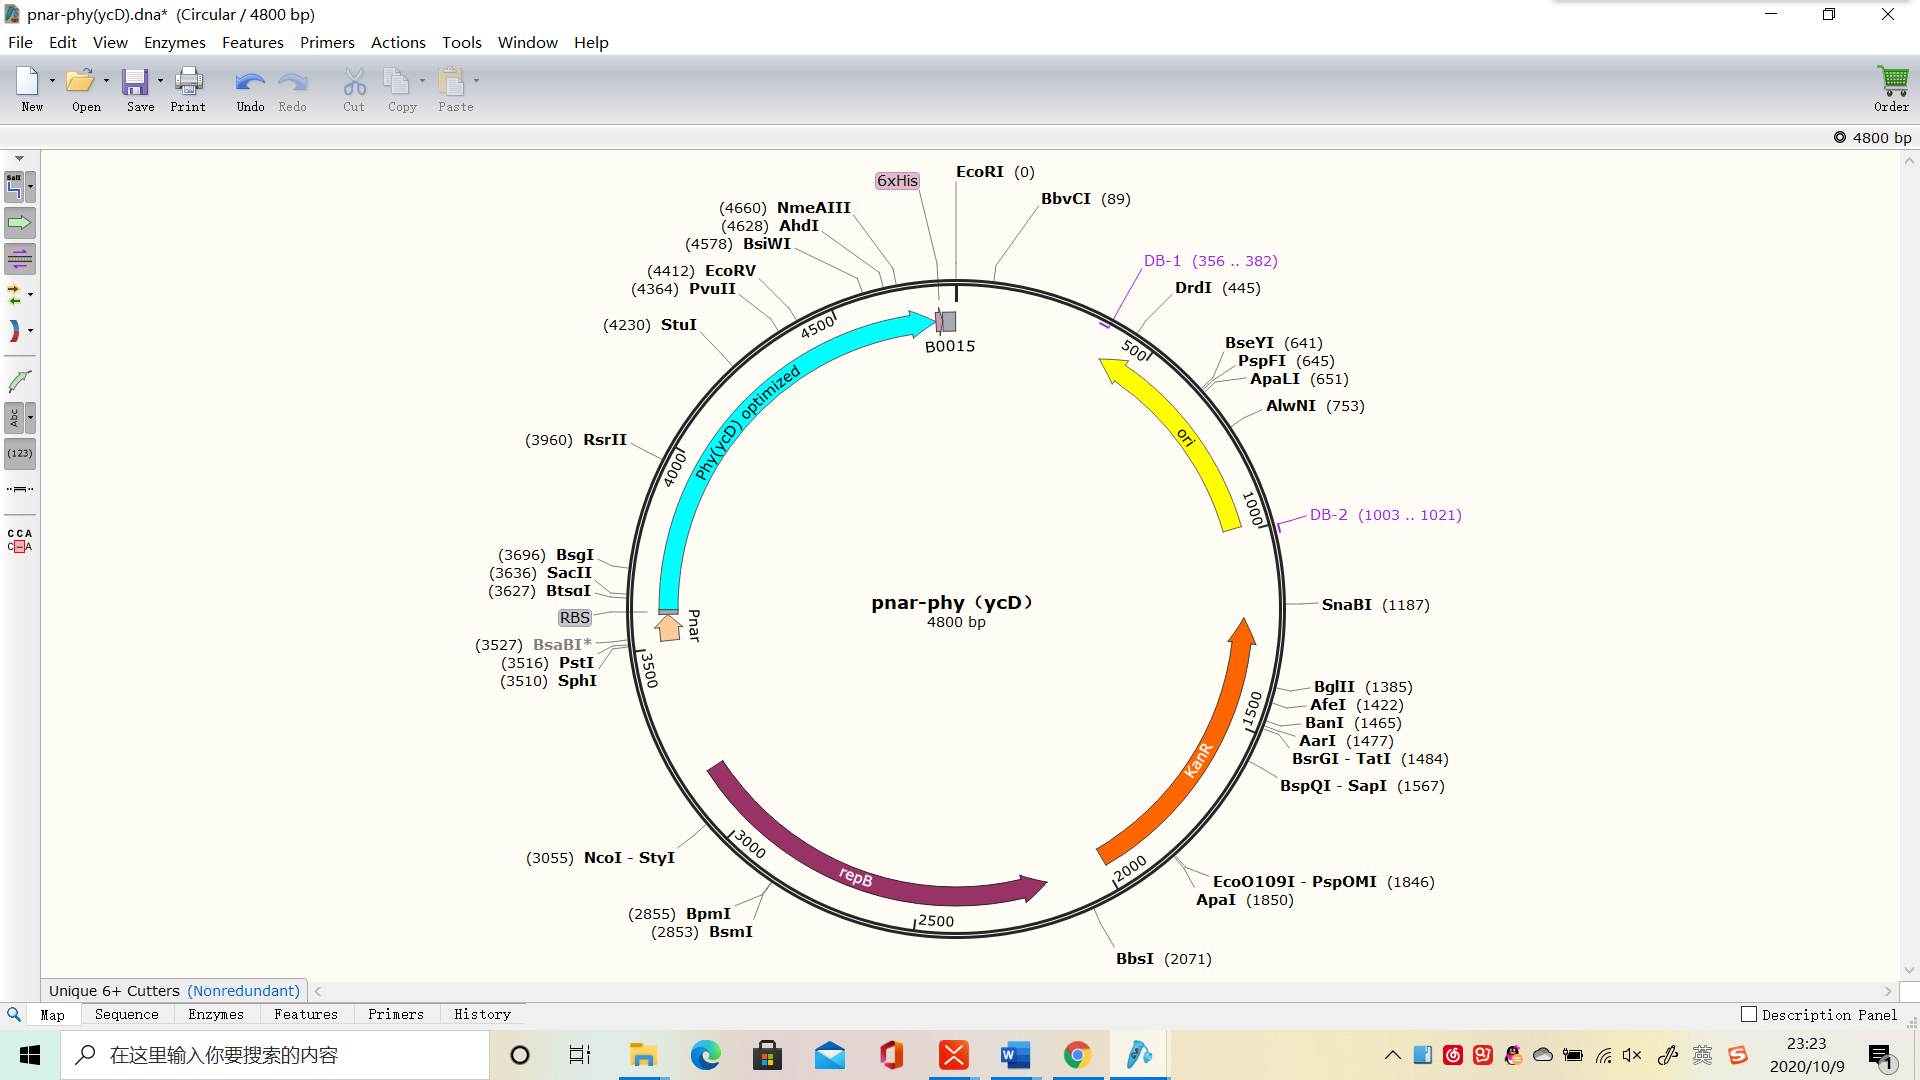 pnar-phy(ycD).dna*  (Circular / 4800 bp)
File Edit View Enzymes Features Primers Actions Tools Window Help
New Open Save Print Undo Redo Cut Copy Paste Order
4800 bp
SalI
Abc
(123)
CCA
C–A
6xHis
EcoRI (0)
BbvCI (89)
(4660) NmeAIII
(4628) AhdI
(4578) BsiWI
(4412) EcoRV
(4364) PvuII
(4230) StuI
DB-1 (356 .. 382)
DrdI (445)
BseYI (641)
PspFI (645)
ApaLI (651)
AlwNI (753)
4500
B0015
500
Phy(ycD) optimized
ori
(3960) RsrII
4000
1000
DB-2 (1003 .. 1021)
(3696) BsgI
(3636) SacII
(3627) BtsαI
RBS
(3527) BsaBI*
(3516) PstI
(3510) SphI
Pnar
3500
pnar-phy（ycD）
4800 bp
SnaBI (1187)
BglII (1385)
AfeI (1422)
BanI (1465)
AarI (1477)
BsrGI - TatI (1484)
BspQI - SapI (1567)
1500
KanR
(3055) NcoI - StyI
3000
repB
2000
EcoO109I - PspOMI (1846)
ApaI (1850)
(2855) BpmI
(2853) BsmI
2500
BbsI (2071)
Unique 6+ Cutters (Nonredundant)
Map Sequence Enzymes Features Primers History
Description Panel
在这里输入你要搜索的内容
英
23:23
2020/10/9
1